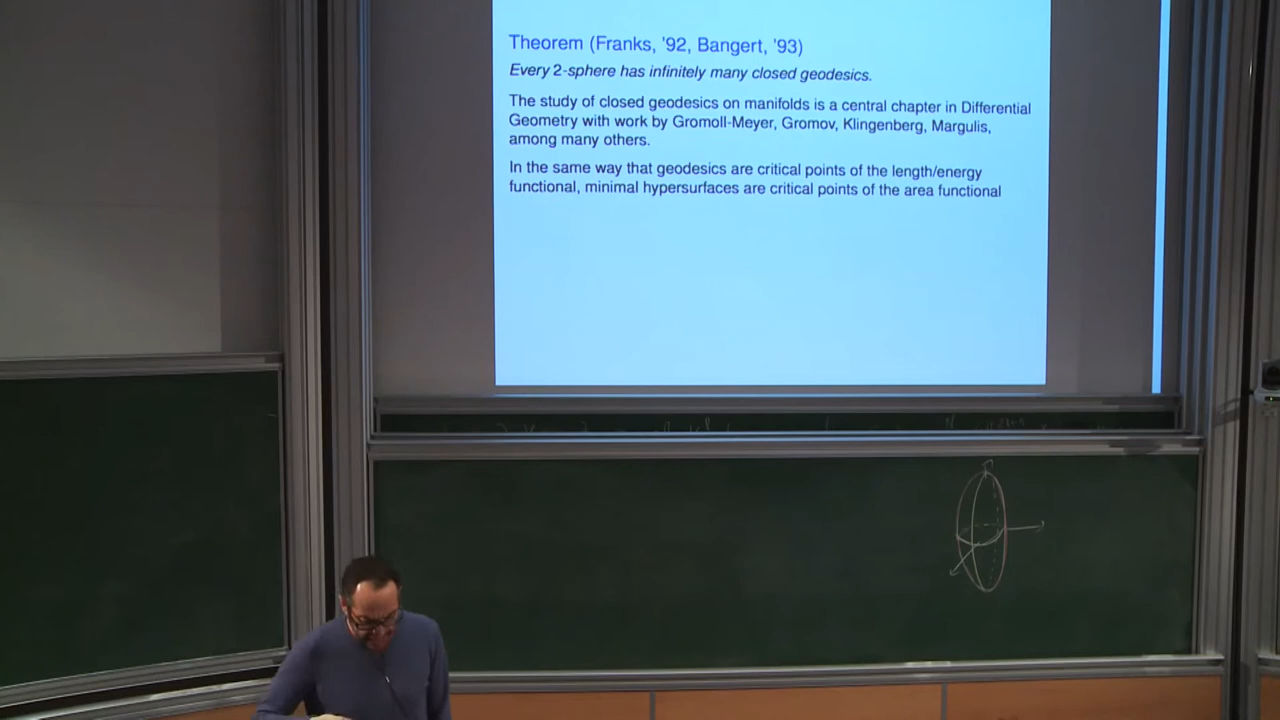 Theorem (Franks, '92, Bangert, '93)
Every 2-sphere has infinitely many closed geodesics.
The study of closed geodesics on manifolds is a central chapter in Differential
Geometry with work by Gromoll-Meyer, Gromov, Klingenberg, Margulis,
among many others.
In the same way that geodesics are critical points of the length/energy
functional, minimal hypersurfaces are critical points of the area functional